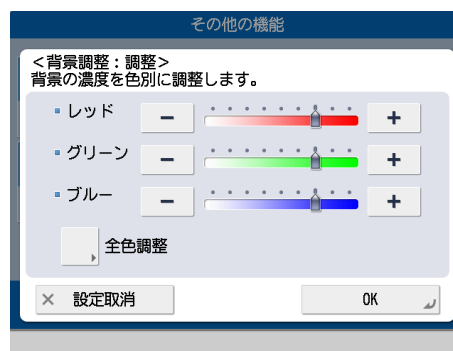 その他の機能
<背景調整：調整>
背景の濃度を色別に調整します。
レッド － ＋
グリーン － ＋
ブルー － ＋
全色調整
× 設定取消 OK